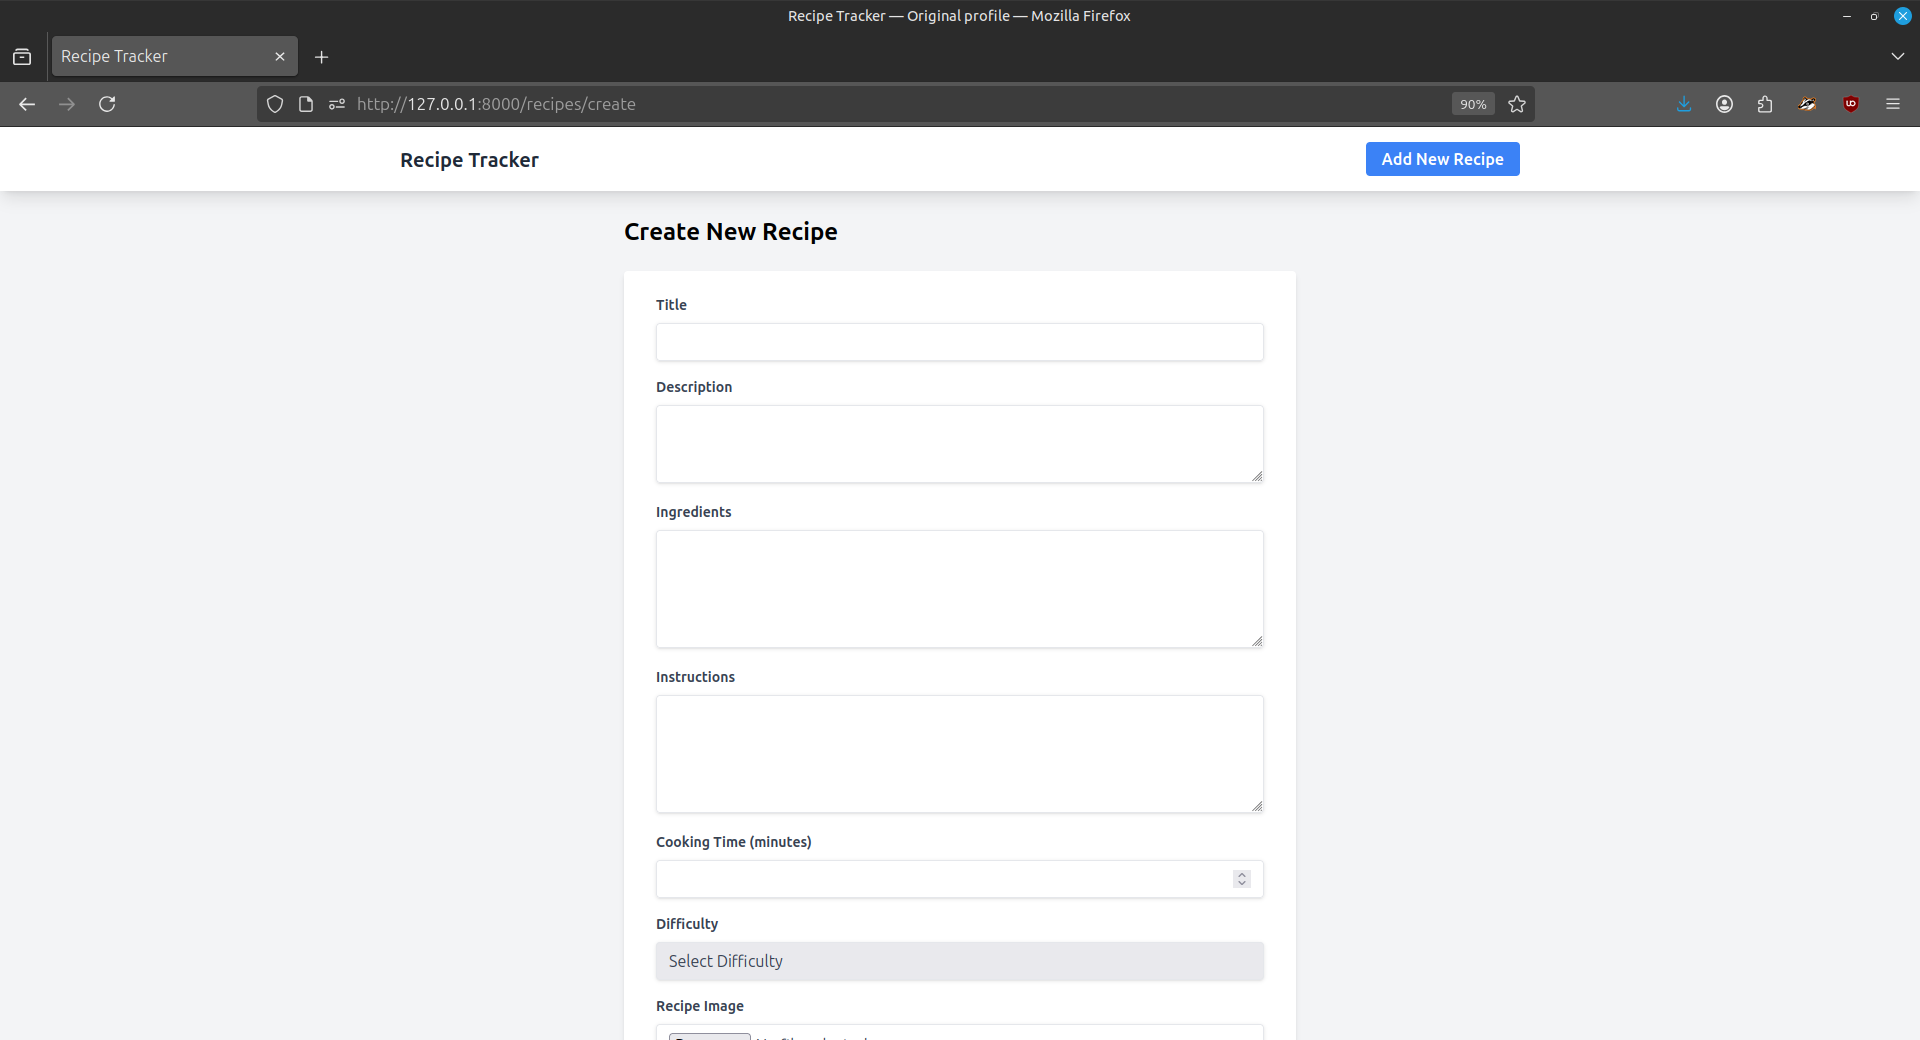 Recipe Tracker — Original profile — Mozilla Firefox
Recipe Tracker
http://127.0.0.1:8000/recipes/create
90%
Recipe Tracker
Add New Recipe
Create New Recipe
Title
Description
Ingredients
Instructions
Cooking Time (minutes)
Difficulty
Select Difficulty
Recipe Image